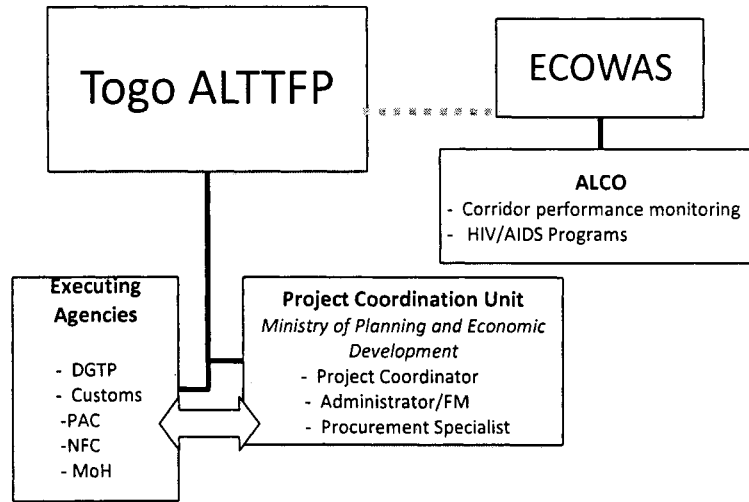 Togo ALTTFP
ECOWAS
ALCO
- Corridor performance monitoring
- HIV/AIDS Programs
Executing
Agencies
- DGTP
- Customs
-PAC
-NFC
- MoH
Project Coordination Unit
Ministry of Planning and Economic
Development
- Project Coordinator
- Administrator/FM
- Procurement Specialist